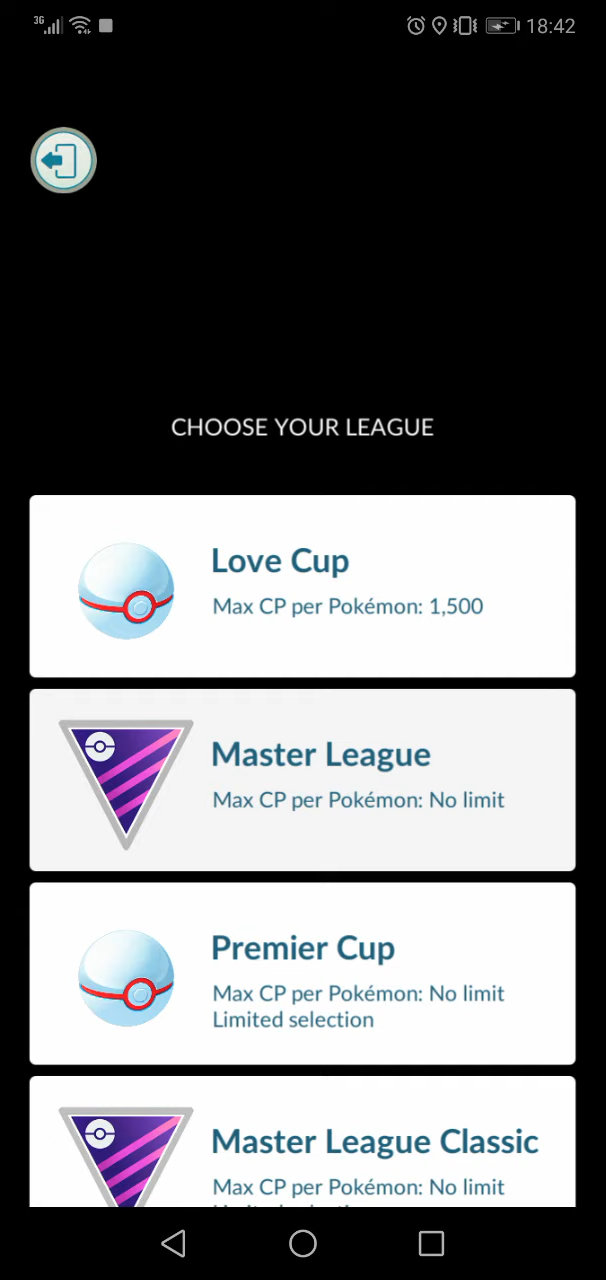 3G
18:42
CHOOSE YOUR LEAGUE
Love Cup
Max CP per Pokémon: 1,500
Master League
Max CP per Pokémon: No limit
Premier Cup
Max CP per Pokémon: No limit
Limited selection
Master League Classic
Max CP per Pokémon: No limit